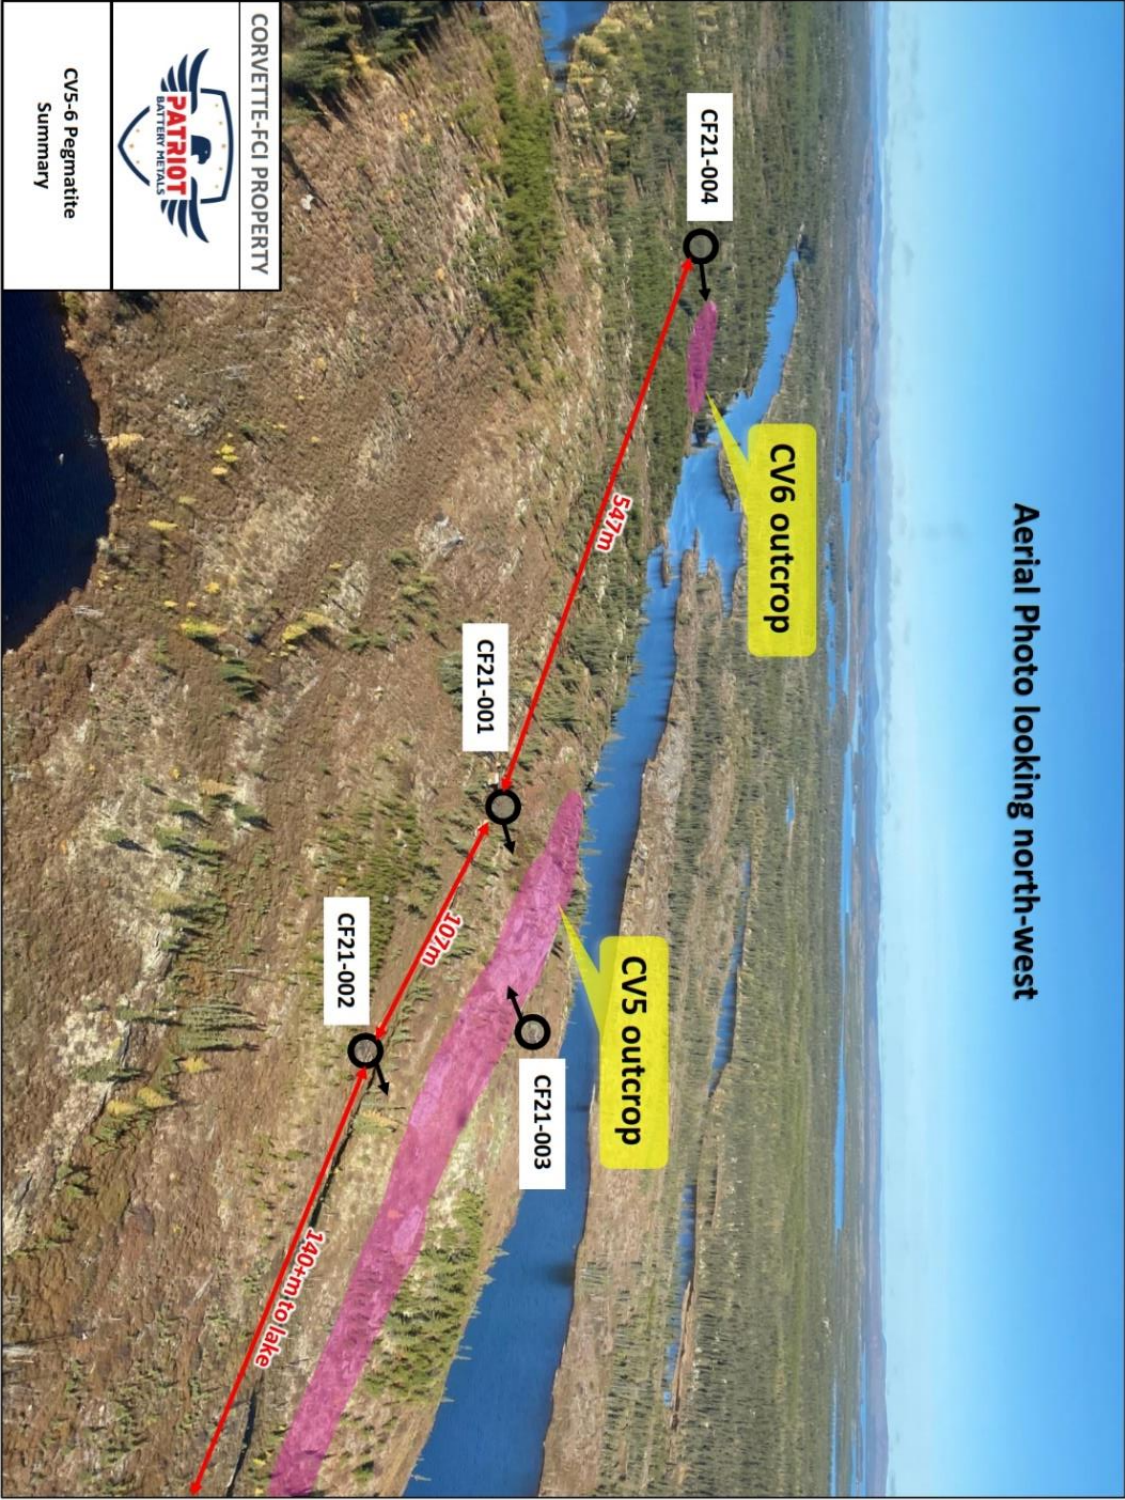 Aerial Photo looking north-west
CF21-004
CV6 outcrop
547m
CF21-001
CV5 outcrop
107m
CF21-002
CF21-003
140+m to lake
CORVETTE-FCI PROPERTY
PATRIOT
BATTERY METALS
CV5-6 Pegmatite
Summary